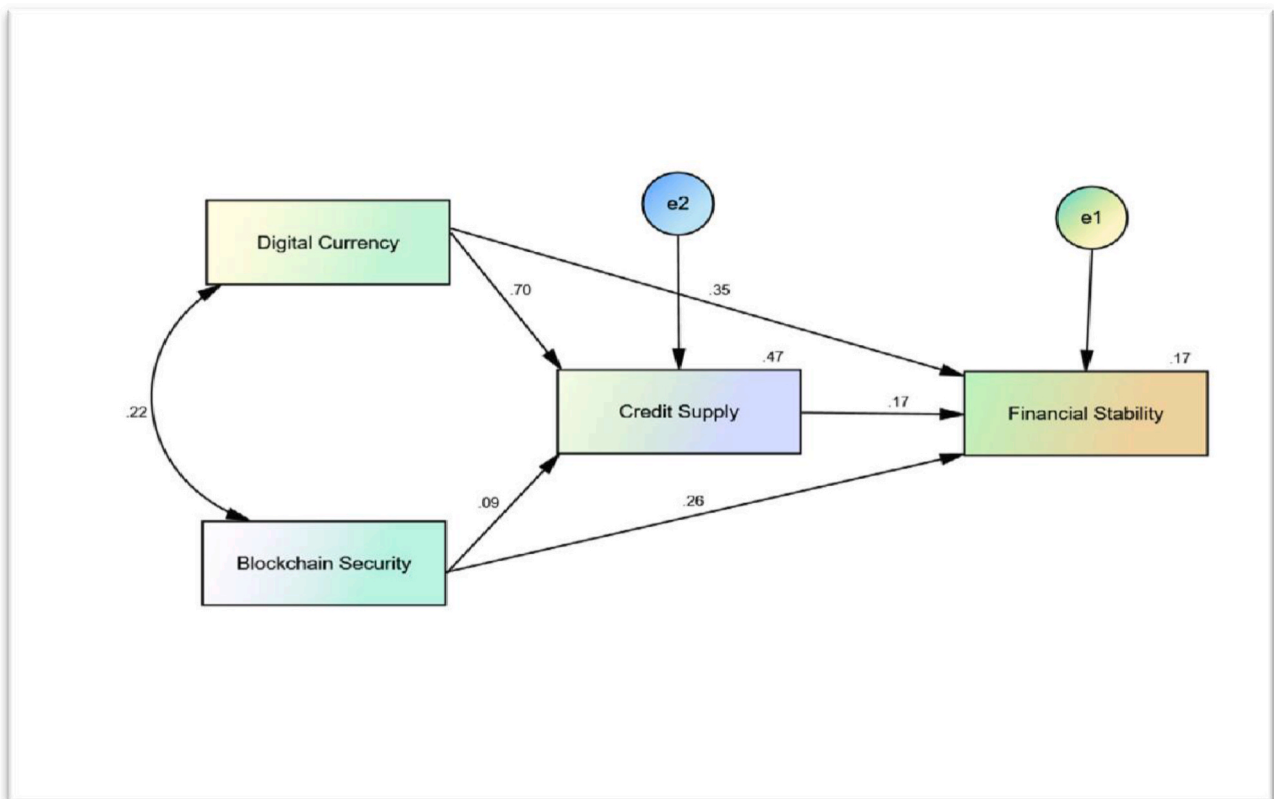 e2
e1
Digital Currency
.70
.35
.47
.17
Credit Supply
.17
Financial Stability
.22
.09
.26
Blockchain Security